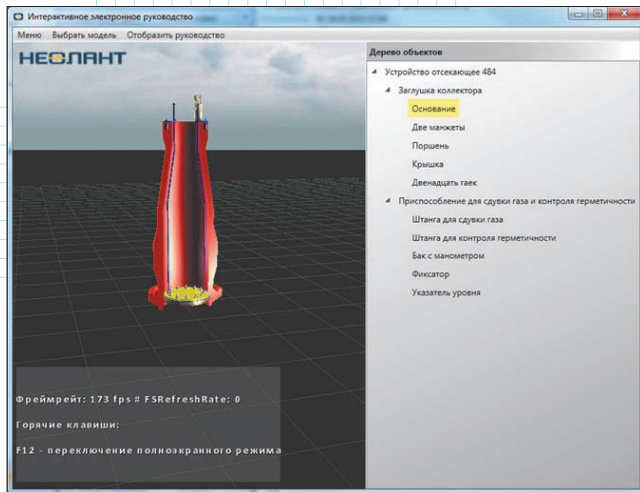 Интерактивное электронное руководство
Меню Выбрать модель Отобразить руководство
НЕОЛАНТ
Дерево объектов
Устройство отсекающее 484
Заглушка коллектора
Основание
Две манжеты
Поршень
Крышка
Двенадцать гаек
Приспособление для сдувки газа и контроля герметичности
Штанга для сдувки газа
Штанга для контроля герметичности
Бак с манометром
Фиксатор
Указатель уровня
Фреймрейт: 173 fps # FSRefreshRate: 0
Горячие клавиши:
F12 - переключение полноэкранного режима